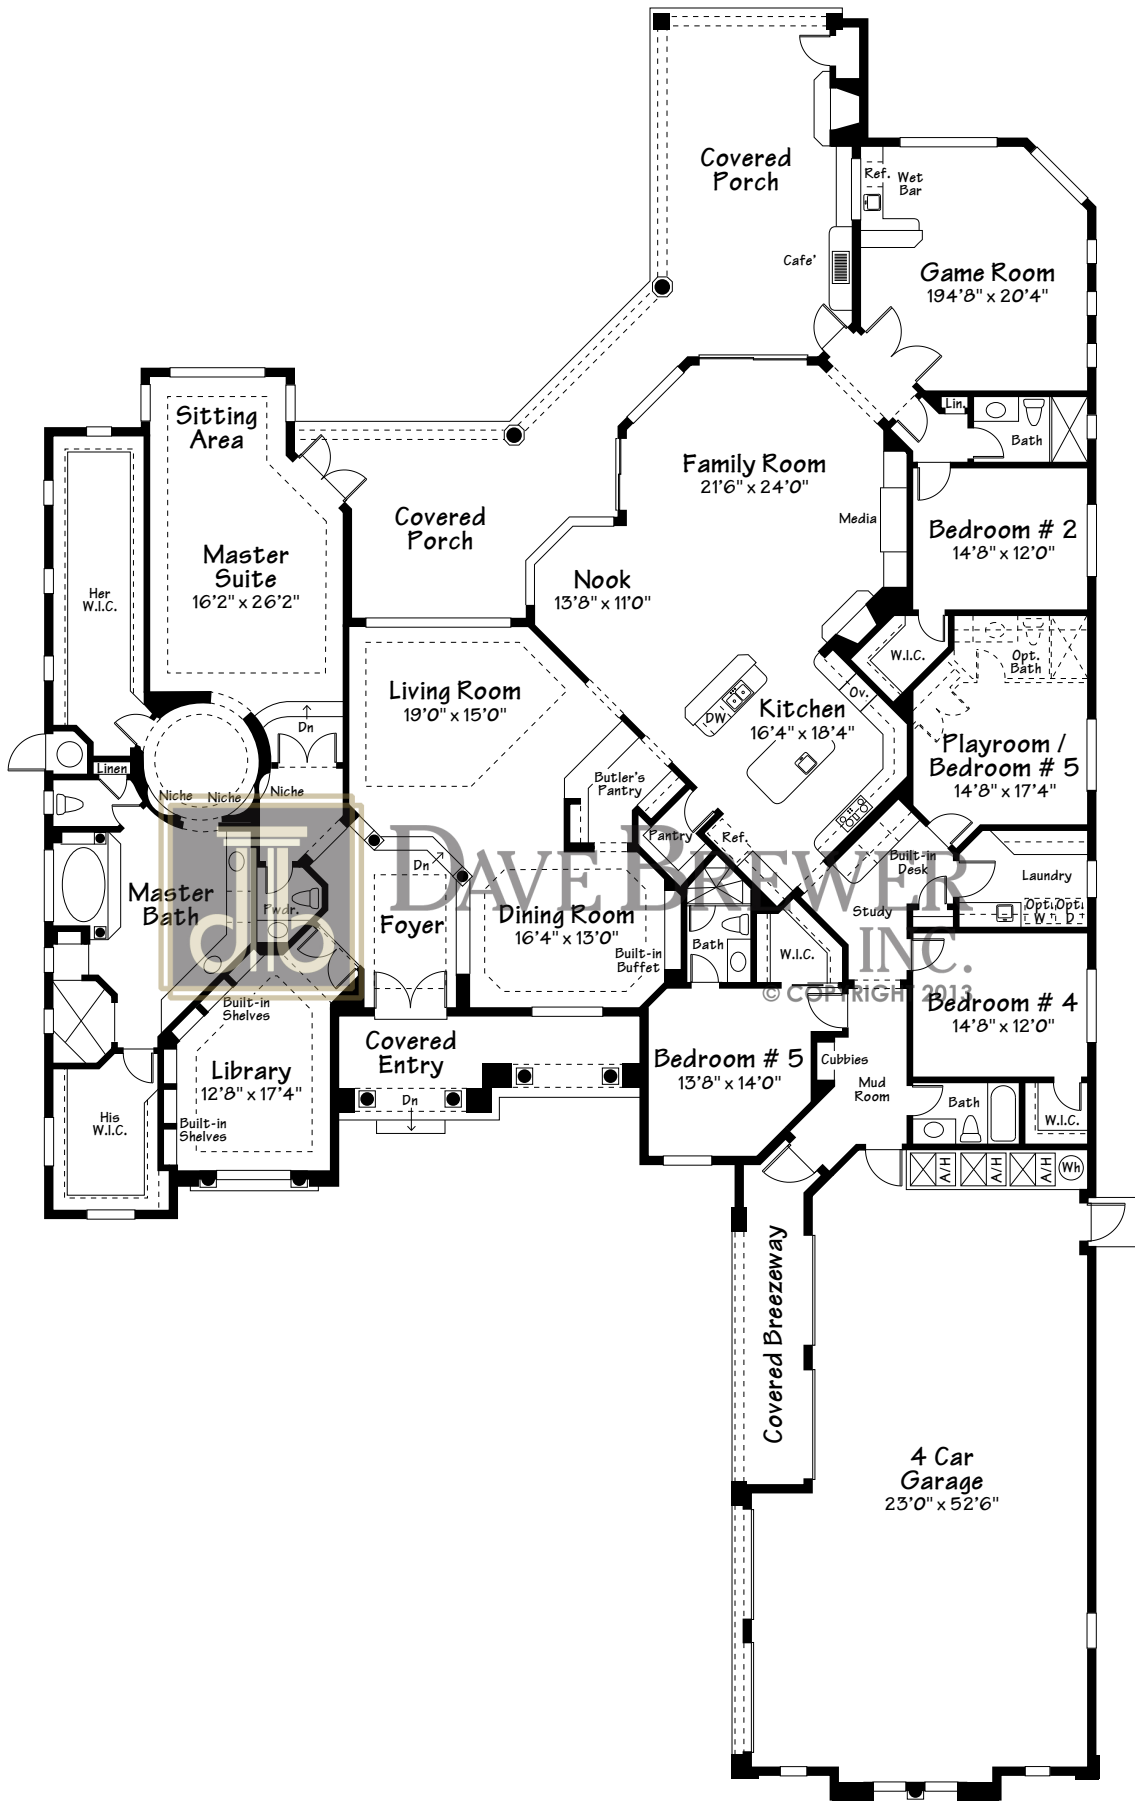 Covered
Porch
Ref.
Wet
Bar
Cafe'
Game Room
194'8" x 20'4"
Sitting
Area
Lin.
Bath
Family Room
21'6" x 24'0"
Covered
Porch
Media
Bedroom # 2
14'8" x 12'0"
Master
Suite
16'2" x 26'2"
Her
W.I.C.
Nook
13'8" x 11'0"
W.I.C.
Opt.
Bath
Living Room
19'0" x 15'0"
Ov.
Dn
DW
Kitchen
16'4" x 18'4"
Playroom /
Bedroom # 5
14'8" x 17'4"
Linen
Niche
Niche
Niche
Butler's
Pantry
Pantry
Ref.
DAVE BREWER
INC.
© COPYRIGHT 2013
Built-in
Desk
Laundry
Dn
Master
Bath
Pwdr.
Foyer
Dining Room
16'4" x 13'0"
Built-in
Buffet
Bath
W.I.C.
Study
Opt.
W
Opt.
D
Bedroom # 4
14'8" x 12'0"
Built-in
Shelves
Covered
Entry
Library
12'8" x 17'4"
Bedroom # 5
13'8" x 14'0"
Cubbies
Mud
Room
Dn
Bath
His
W.I.C.
Built-in
Shelves
W.I.C.
A/H
A/H
A/H
Wh
Covered Breezeway
4 Car
Garage
23'0" x 52'6"